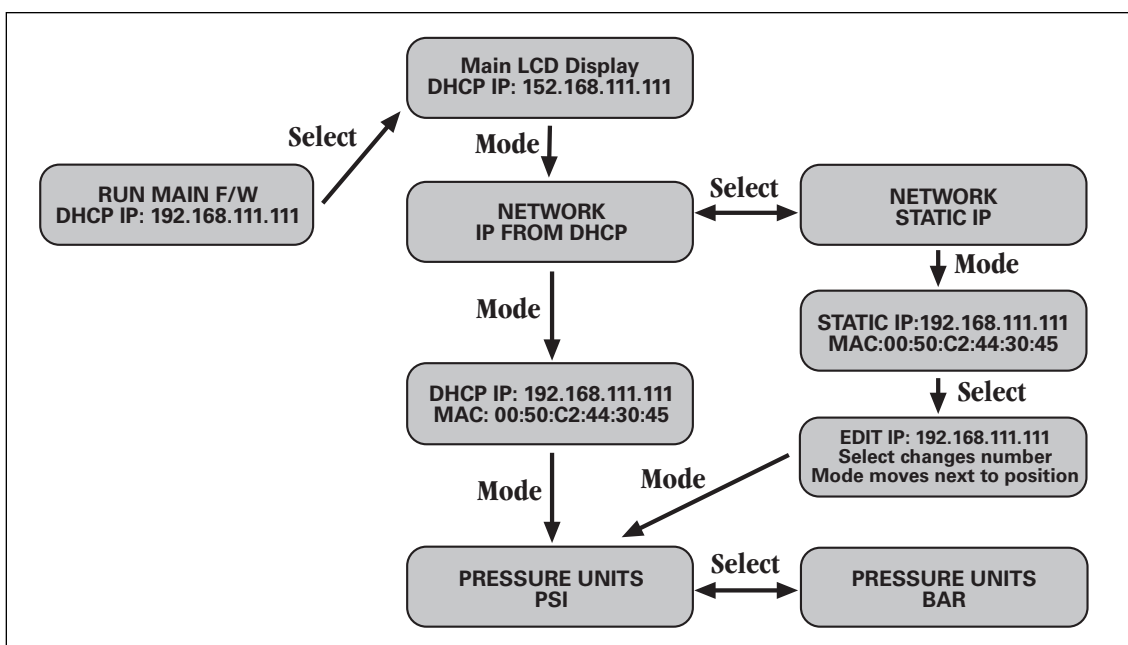 Main LCD Display
DHCP IP: 152.168.111.111
Select
Mode
RUN MAIN F/W
DHCP IP: 192.168.111.111
NETWORK
IP FROM DHCP
Select
NETWORK
STATIC IP
Mode
Mode
STATIC IP:192.168.111.111
MAC:00:50:C2:44:30:45
DHCP IP: 192.168.111.111
MAC: 00:50:C2:44:30:45
Select
EDIT IP: 192.168.111.111
Select changes number
Mode moves next to position
Mode
Mode
PRESSURE UNITS
PSI
Select
PRESSURE UNITS
BAR